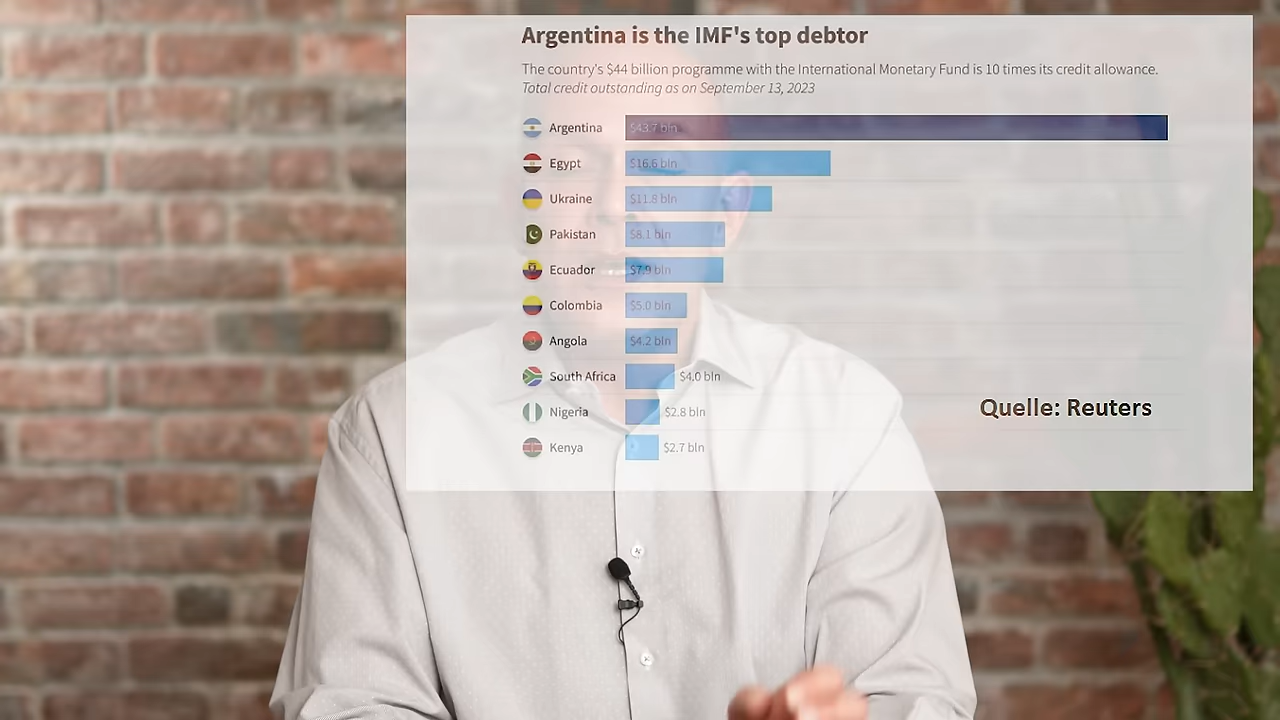 Argentina is the IMF's top debtor
The country's $44 billion programme with the International Monetary Fund is 10 times its credit allowance.
Total credit outstanding as on September 13, 2023
Argentina $43.7 bln
Egypt $16.6 bln
Ukraine $11.8 bln
Pakistan $8.1 bln
Ecuador $7.9 bln
Colombia $5.0 bln
Angola $4.2 bln
South Africa $4.0 bln
Nigeria $2.8 bln
Kenya $2.7 bln
Quelle: Reuters